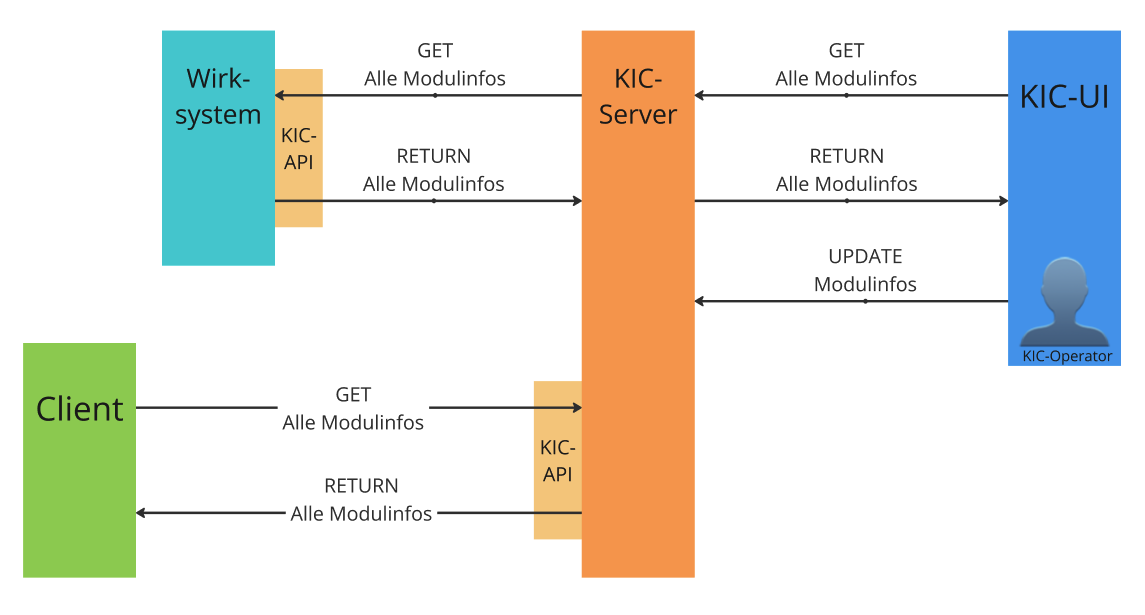 Wirk-
system
KIC-
API
GET
Alle Modulinfos
RETURN
Alle Modulinfos
KIC-
Server
GET
Alle Modulinfos
RETURN
Alle Modulinfos
UPDATE
Modulinfos
KIC-UI
KIC-Operator
Client
GET
Alle Modulinfos
RETURN
Alle Modulinfos
KIC-
API